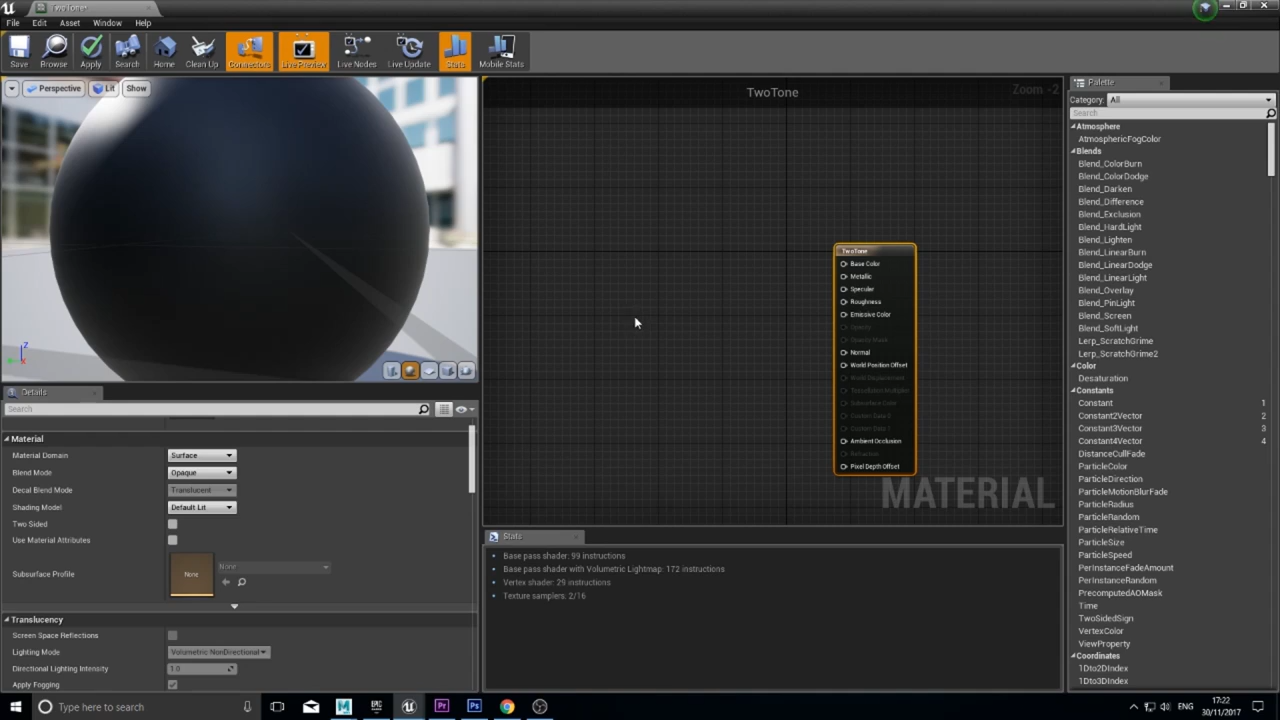 TwoTone*
File Edit Asset Window Help
Save Browse Apply Search Home Clean Up Connectors Live Preview Live Nodes Live Update Stats Mobile Stats
Perspective Lit Show
Z
TwoTone
Zoom -2
TwoTone
Base Color
Metallic
Specular
Roughness
Emissive Color
Opacity
Opacity Mask
Normal
World Position Offset
World Displacement
Tessellation Multiplier
Subsurface Color
Custom Data 0
Custom Data 1
Ambient Occlusion
Refraction
Pixel Depth Offset
MATERIAL
Palette
Category: All
Search
Atmosphere
AtmosphericFogColor
Blends
Blend_ColorBurn
Blend_ColorDodge
Blend_Darken
Blend_Difference
Blend_Exclusion
Blend_HardLight
Blend_Lighten
Blend_LinearBurn
Blend_LinearDodge
Blend_LinearLight
Blend_Overlay
Blend_PinLight
Blend_Screen
Blend_SoftLight
Lerp_ScratchGrime
Lerp_ScratchGrime2
Color
Desaturation
Constants
Constant 1
Constant2Vector 2
Constant3Vector 3
Constant4Vector 4
DistanceCullFade
ParticleColor
ParticleDirection
ParticleMotionBlurFade
ParticleRadius
ParticleRandom
ParticleRelativeTime
ParticleSize
ParticleSpeed
PerInstanceFadeAmount
PerInstanceRandom
PrecomputedAOMask
Time
TwoSidedSign
VertexColor
ViewProperty
Coordinates
1Dto2DIndex
1Dto3DIndex
Details
Search
Material
Material Domain Surface
Blend Mode Opaque
Decal Blend Mode Translucent
Shading Model Default Lit
Two Sided
Use Material Attributes
Subsurface Profile None None
Translucency
Screen Space Reflections
Lighting Mode Volumetric NonDirectional
Directional Lighting Intensity 1.0
Apply Fogging
Stats
Base pass shader: 99 instructions
Base pass shader with Volumetric Lightmap: 172 instructions
Vertex shader: 29 instructions
Texture samplers: 2/16
Type here to search
EPIC
Pr
Ps
ENG
17:22
30/11/2017